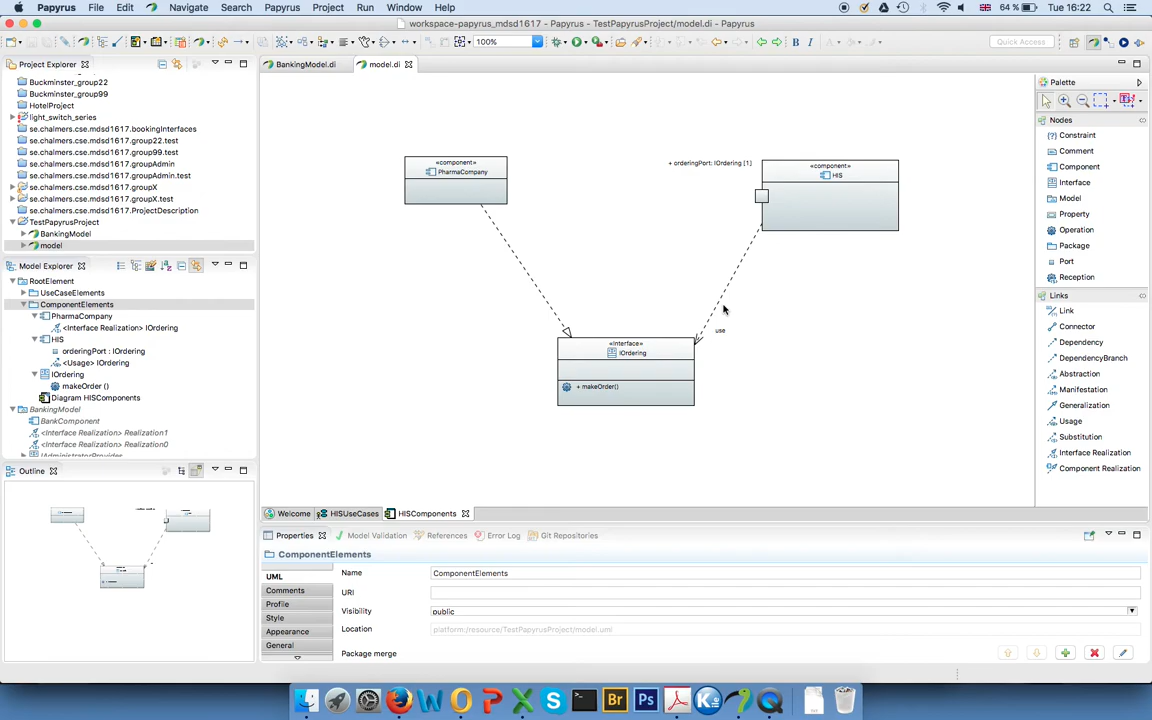 Papyrus File Edit Navigate Search Papyrus Project Run Window Help 64 % Tue 16:22
workspace-papyrus_mdsd1617 - Papyrus - TestPapyrusProject/model.di - Papyrus
100% B I A Quick Access
Project Explorer
Buckminster_group22
Buckminster_group99
HotelProject
light_switch_series
se.chalmers.cse.mdsd1617.bookingInterfaces
se.chalmers.cse.mdsd1617.group22.test
se.chalmers.cse.mdsd1617.group99.test
se.chalmers.cse.mdsd1617.groupAdmin
se.chalmers.cse.mdsd1617.groupAdmin.test
se.chalmers.cse.mdsd1617.groupX
se.chalmers.cse.mdsd1617.groupX.test
se.chalmers.cse.mdsd1617.ProjectDescription
TestPapyrusProject
BankingModel
model
Model Explorer
RootElement
UseCaseElements
ComponentElements
PharmaCompany
<Interface Realization> IOrdering
HIS
orderingPort : IOrdering
<Usage> IOrdering
IOrdering
makeOrder ()
Diagram HISComponents
BankingModel
BankComponent
<Interface Realization> Realization1
<Interface Realization> Realization0
IAdministratorProvides
Outline
BankingModel.di
model.di
«component»
PharmaCompany
+ orderingPort: IOrdering [1]
«component»
HIS
use
«Interface»
IOrdering
+ makeOrder()
Palette
Nodes
Constraint
Comment
Component
Interface
Model
Property
Operation
Package
Port
Reception
Links
Link
Connector
Dependency
DependencyBranch
Abstraction
Manifestation
Generalization
Usage
Substitution
Interface Realization
Component Realization
Welcome HISUseCases HISComponents
Properties Model Validation References Error Log Git Repositories
ComponentElements
UML
Comments
Profile
Style
Appearance
General
Name ComponentElements
URI
Visibility public
Location platform:/resource/TestPapyrusProject/model.uml
Package merge
W P X S Br Ps K